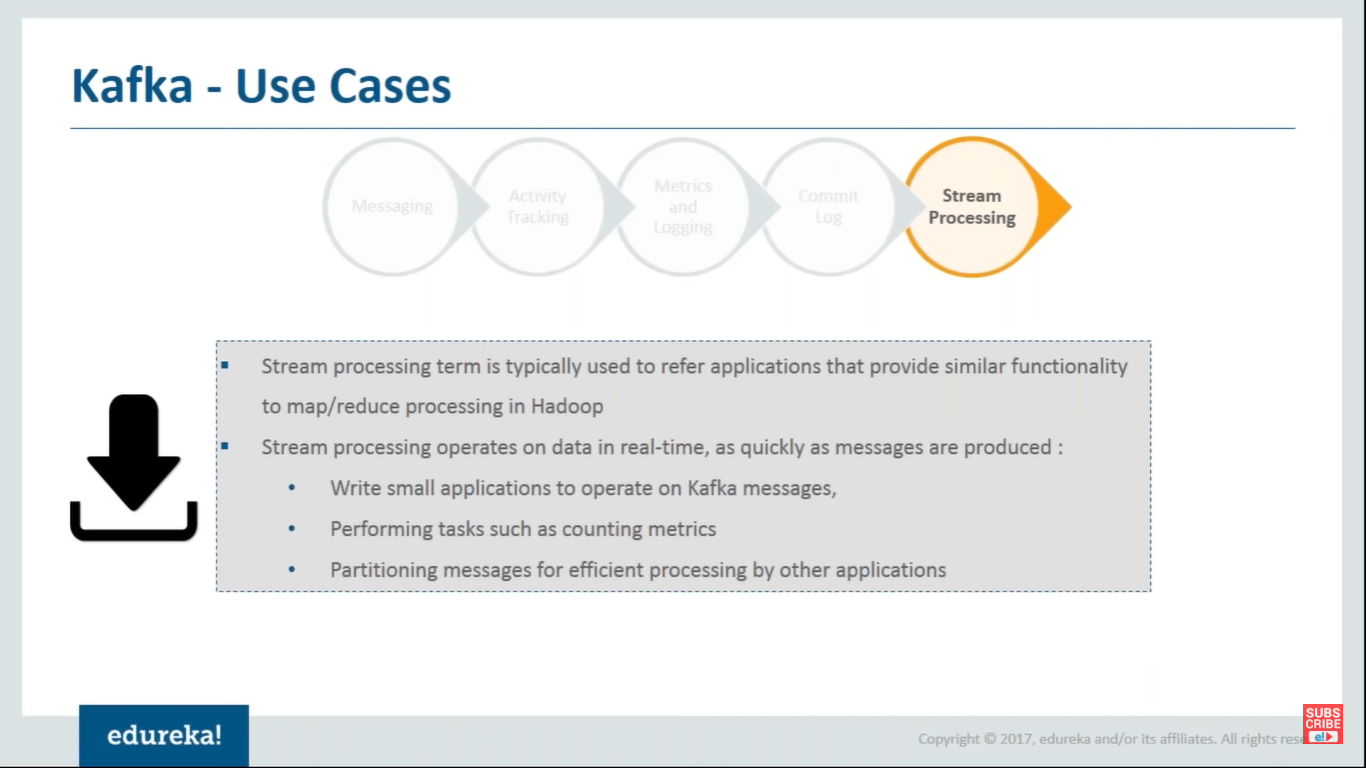 Kafka - Use Cases
Messaging
Activity
Tracking
Metrics
and
Logging
Commit
Log
Stream
Processing
▪ Stream processing term is typically used to refer applications that provide similar functionality
to map/reduce processing in Hadoop
▪ Stream processing operates on data in real-time, as quickly as messages are produced :
• Write small applications to operate on Kafka messages,
• Performing tasks such as counting metrics
• Partitioning messages for efficient processing by other applications
edureka!
Copyright © 2017, edureka and/or its affiliates. All rights
SUBS
CRIBE
e!